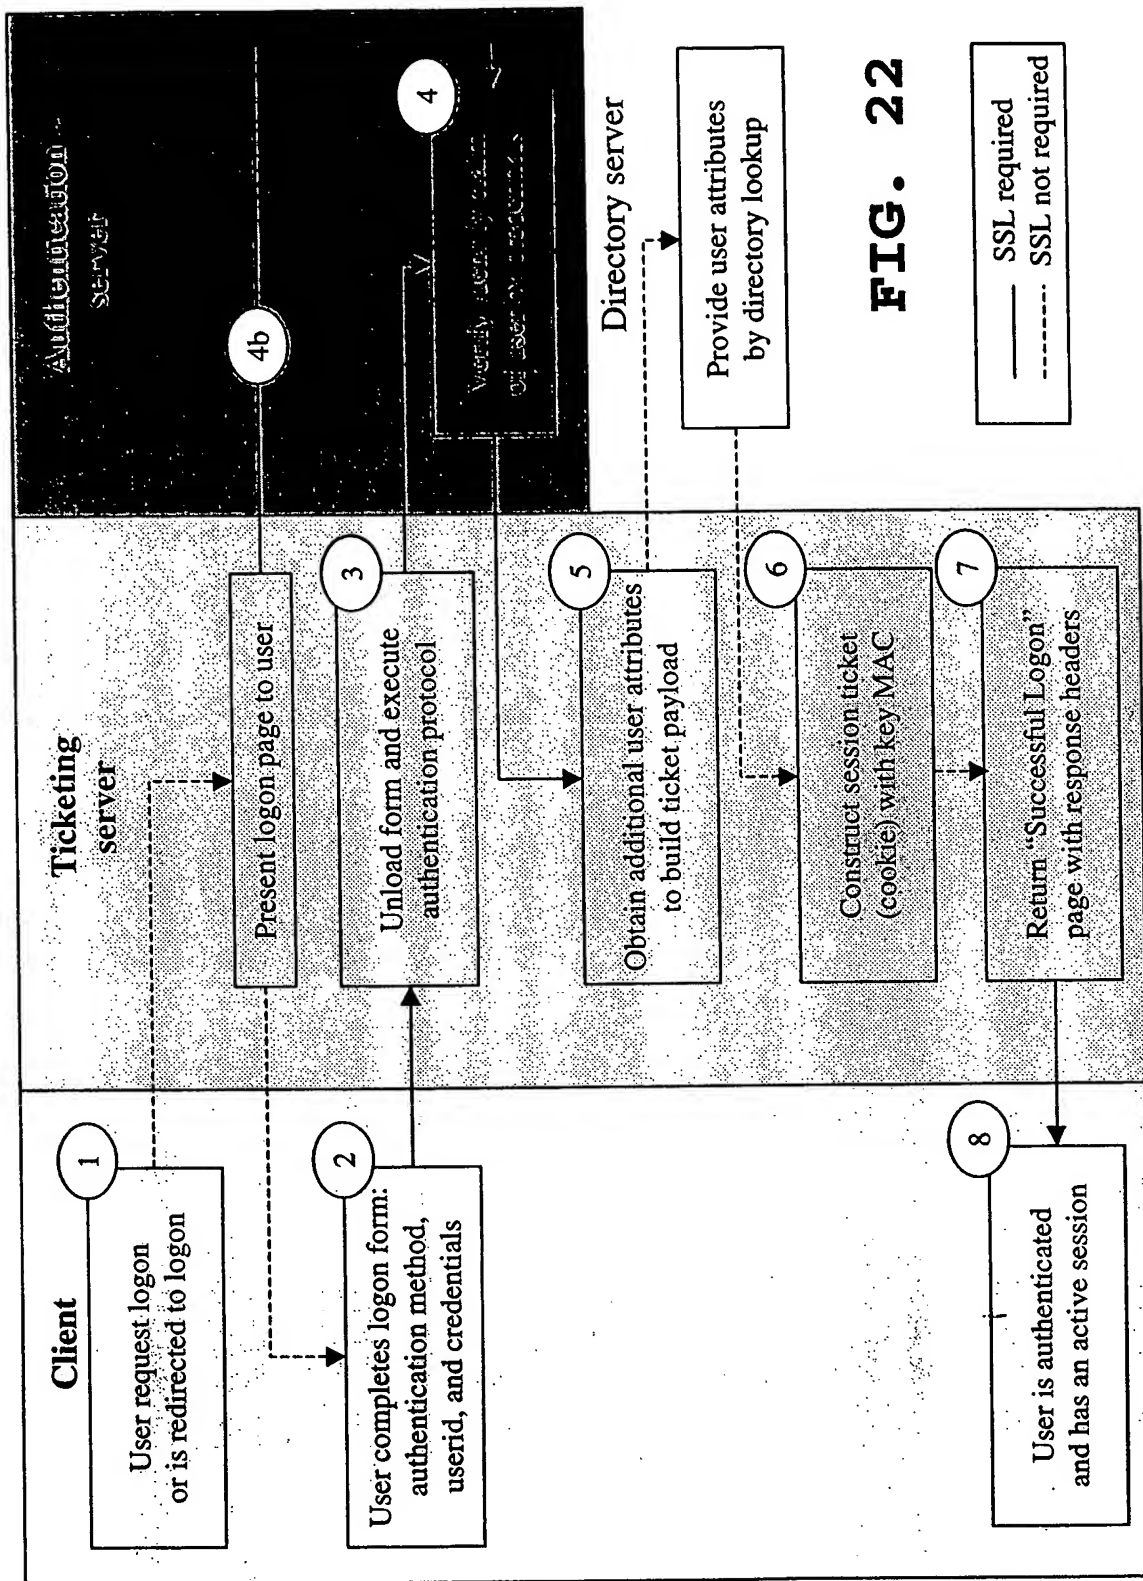 Client
1
User request logon
or is redirected to logon
2
User completes logon form:
authentication method,
userid, and credentials
8
User is authenticated
and has an active session
Ticketing
server
Present logon page to user
3
Unload form and execute
authentication protocol
5
Obtain additional user attributes
to build ticket payload
6
Construct session ticket
(cookie) with key MAC
7
Return “Successful Logon”
page with response headers
Authentication
server
4b
4
Verify
of user by
Directory server
Provide user attributes
by directory lookup
FIG. 22
SSL required
SSL not required